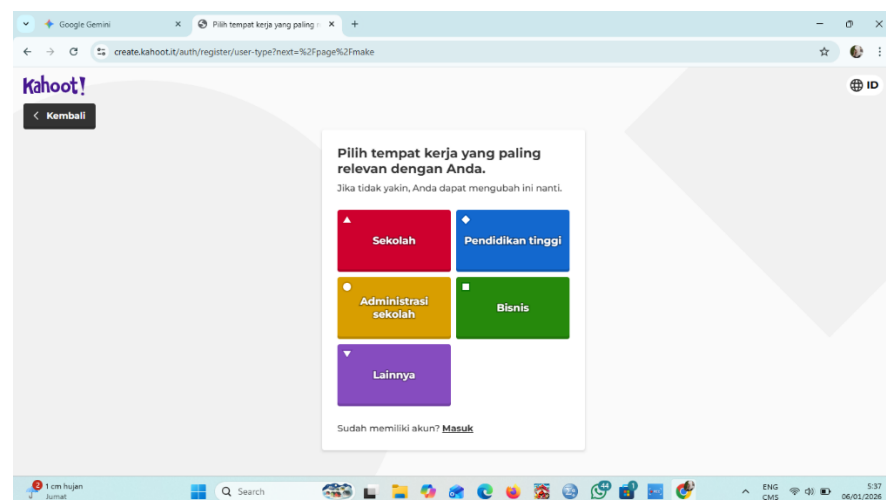 Google Gemini
Pilih tempat kerja yang paling r
create.kahoot.it/auth/register/user-type?next=%2Fpage%2Fmake
Kahoot!
ID
Kembali
Pilih tempat kerja yang paling
relevan dengan Anda.
Jika tidak yakin, Anda dapat mengubah ini nanti.
Sekolah
Pendidikan tinggi
Administrasi
sekolah
Bisnis
Lainnya
Sudah memiliki akun? Masuk
2
1 cm hujan
Jumat
Search
ENG
CMS
5:37
06/01/2026